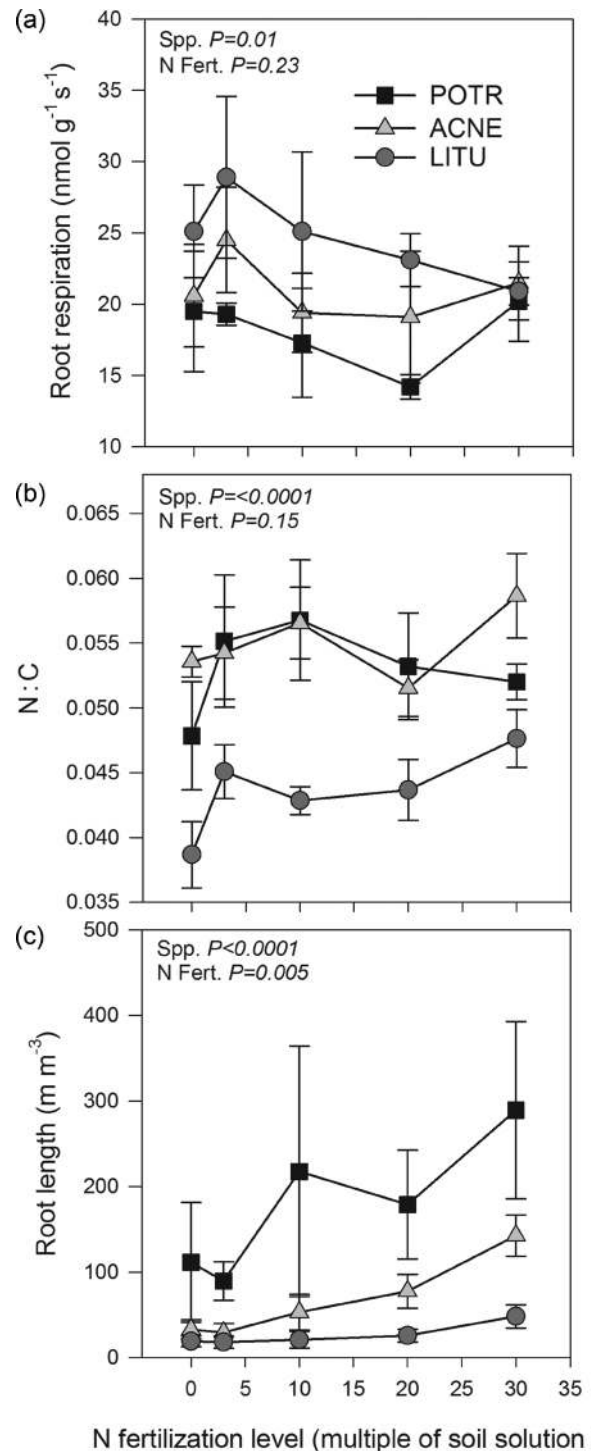 (a)
Spp. P=0.01
N Fert. P=0.23
POTR
ACNE
LITU
Root respiration (nmol g⁻¹ s⁻¹)
40
35
30
25
20
15
10
(b)
Spp. P=<0.0001
N Fert. P=0.15
N:C
0.065
0.060
0.055
0.050
0.045
0.040
0.035
(c)
Spp. P<0.0001
N Fert. P=0.005
Root length (m m⁻³)
500
400
300
200
100
0
0 5 10 15 20 25 30 35
N fertilization level (multiple of soil solution